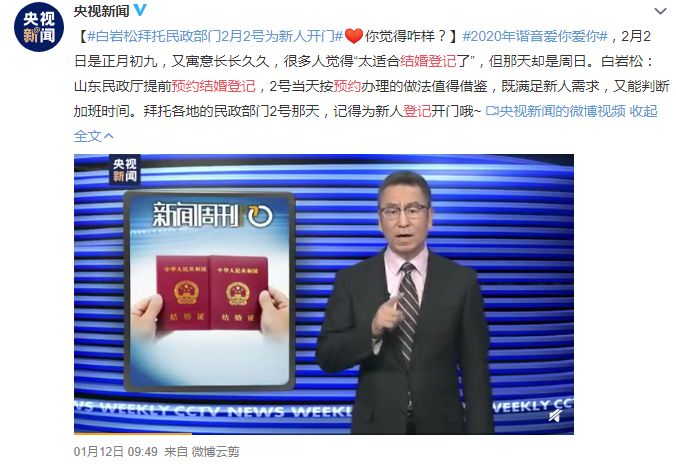 央视新闻
央视
新闻
#白岩松拜托民政部门2月2号为新人开门#❤你觉得咋样？】#2020年谐音爱你爱你#，2月2
日是正月初九，又寓意长长久久，很多人觉得“太适合结婚登记了”，但那天却是周日。白岩松：
山东民政厅提前预约结婚登记，2号当天按预约办理的做法值得借鉴，既满足新人需求，又能判断
加班时间。拜托各地的民政部门2号那天，记得为新人登记开门哦~ 央视新闻的微博视频 收起
全文
央视
新闻
新闻周刊
中华人民共和国
结婚证
中华人民共和国
结婚证
WS WEEKLY CCTV NEWS WEEKLY CCTV NEWS
01月12日 09:49 来自 微博云剪